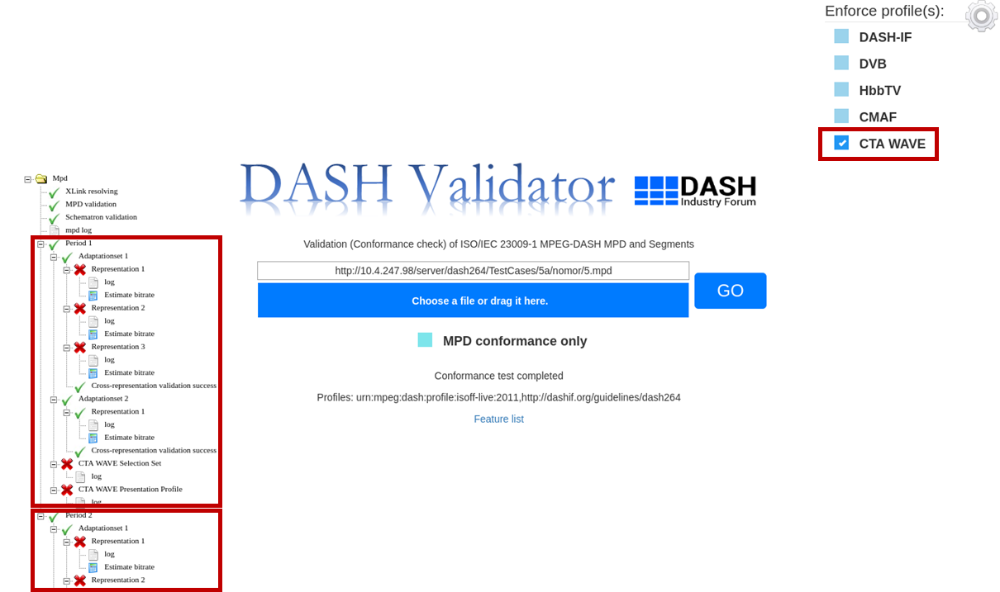 Enforce profile(s):
DASH-IF
DVB
HbbTV
CMAF
CTA WAVE
DASH Validator
DASH
Industry Forum
Validation (Conformance check) of ISO/IEC 23009-1 MPEG-DASH MPD and Segments
http://10.4.247.98/server/dash264/TestCases/5a/nomor/5.mpd
GO
Choose a file or drag it here.
MPD conformance only
Conformance test completed
Profiles: urn:mpeg:dash:profile:isoff-live:2011,http://dashif.org/guidelines/dash264
Feature list
Mpd
XLink resolving
MPD validation
Schematron validation
mpd log
Period 1
Adaptationset 1
Representation 1
log
Estimate bitrate
Representation 2
log
Estimate bitrate
Representation 3
log
Estimate bitrate
Cross-representation validation success
Adaptationset 2
Representation 1
log
Estimate bitrate
Cross-representation validation success
CTA WAVE Selection Set
log
CTA WAVE Presentation Profile
log
Period 2
Adaptationset 1
Representation 1
log
Estimate bitrate
Representation 2